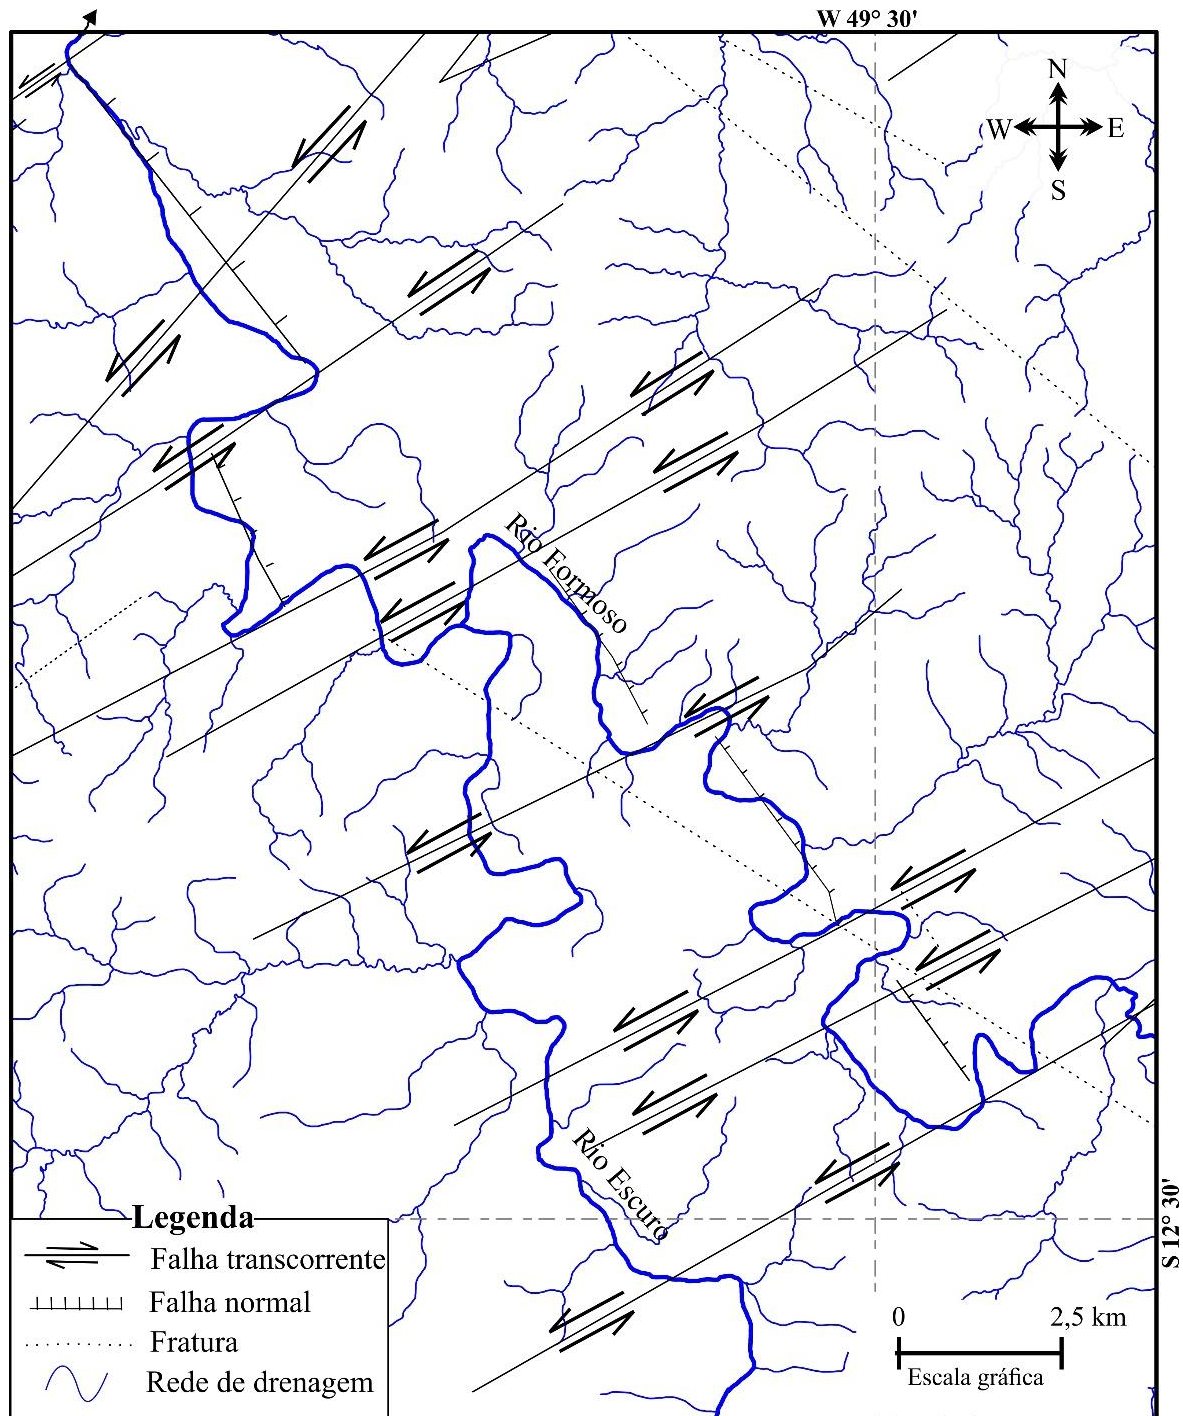 W 49° 30'
N
W E
S
Rio Formoso
Rio Escuro
S 12° 30'
Legenda
Falha transcorrente
Falha normal
Fratura
Rede de drenagem
0 2,5 km
Escala gráfica